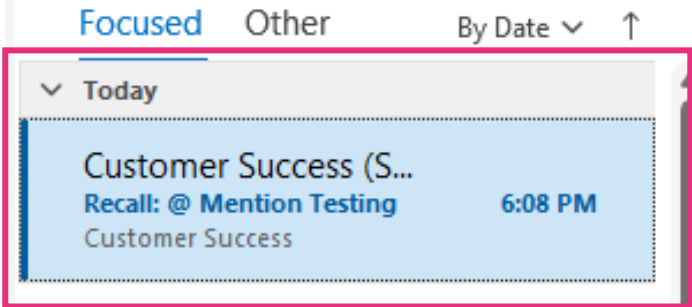 Focused Other By Date
Today
Customer Success (S...
Recall: @ Mention Testing 6:08 PM
Customer Success